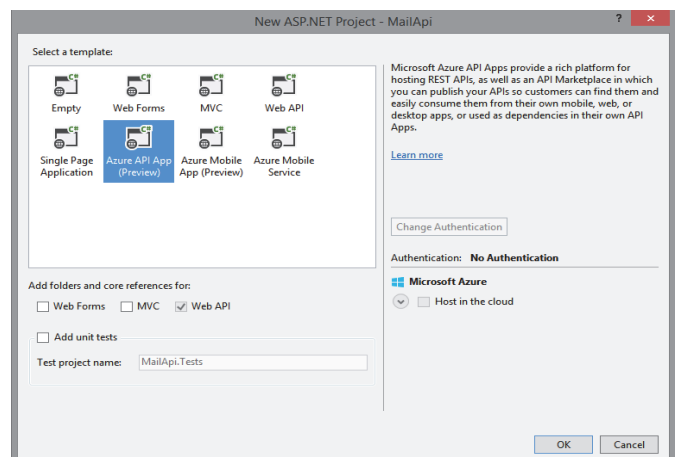 New ASP.NET Project - MailApi
?
×
Select a template:
C#
C#
C#
C#
Empty
Web Forms
MVC
Web API
C#
C#
C#
C#
Single Page
Application
Azure API App
(Preview)
Azure Mobile
App (Preview)
Azure Mobile
Service
Microsoft Azure API Apps provide a rich platform for
hosting REST APIs, as well as an API Marketplace in which
you can publish your APIs so customers can find them and
easily consume them from their own mobile, web, or
desktop apps, or used as dependencies in their own API
Apps.
Learn more
Change Authentication
Authentication: No Authentication
Microsoft Azure
Host in the cloud
Add folders and core references for:
Web Forms
MVC
Web API
Add unit tests
Test project name:
MailApi.Tests
OK
Cancel